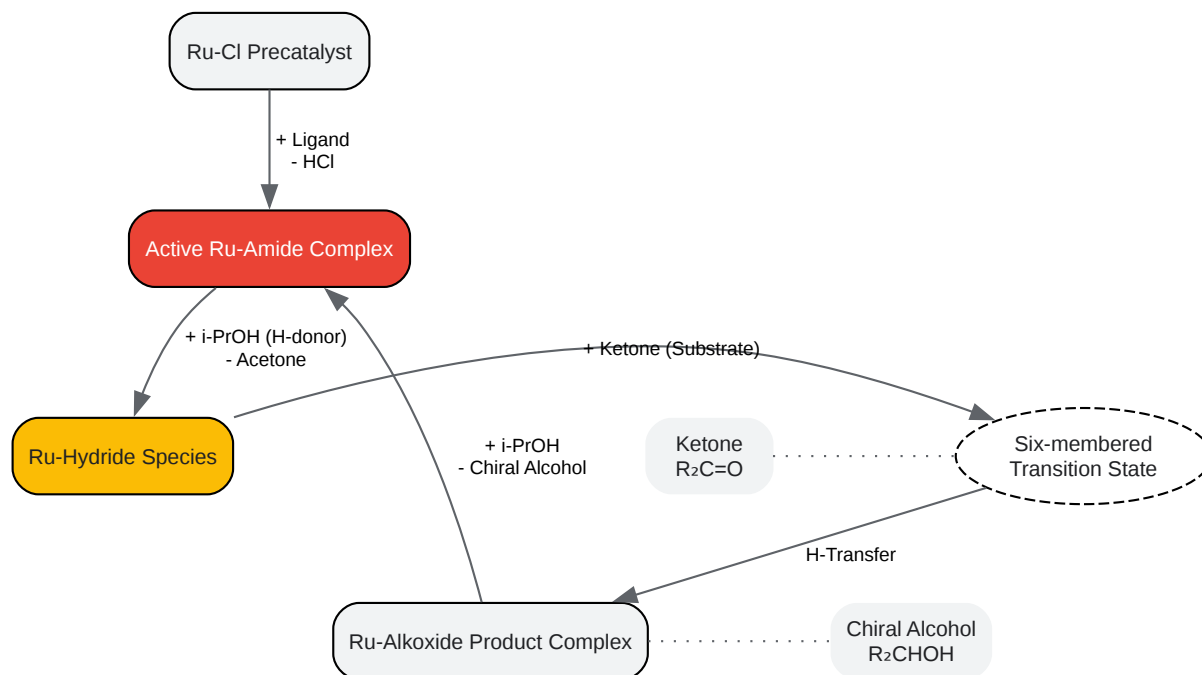 Ru-Cl Precatalyst
+ Ligand
- HCl
Active Ru-Amide Complex
+ i-PrOH (H-donor)
- Acetone
+ Ketone (Substrate)
Ru-Hydride Species
+ i-PrOH
- Chiral Alcohol
Ketone
R₂C=O
Six-membered
Transition State
H-Transfer
Ru-Alkoxide Product Complex
Chiral Alcohol
R₂CHOH